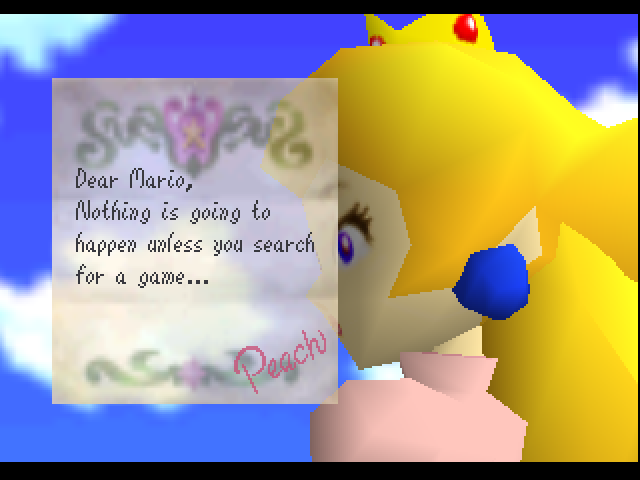 Dear Mario,
Nothing is going to
happen unless you search
for a game...
Peach